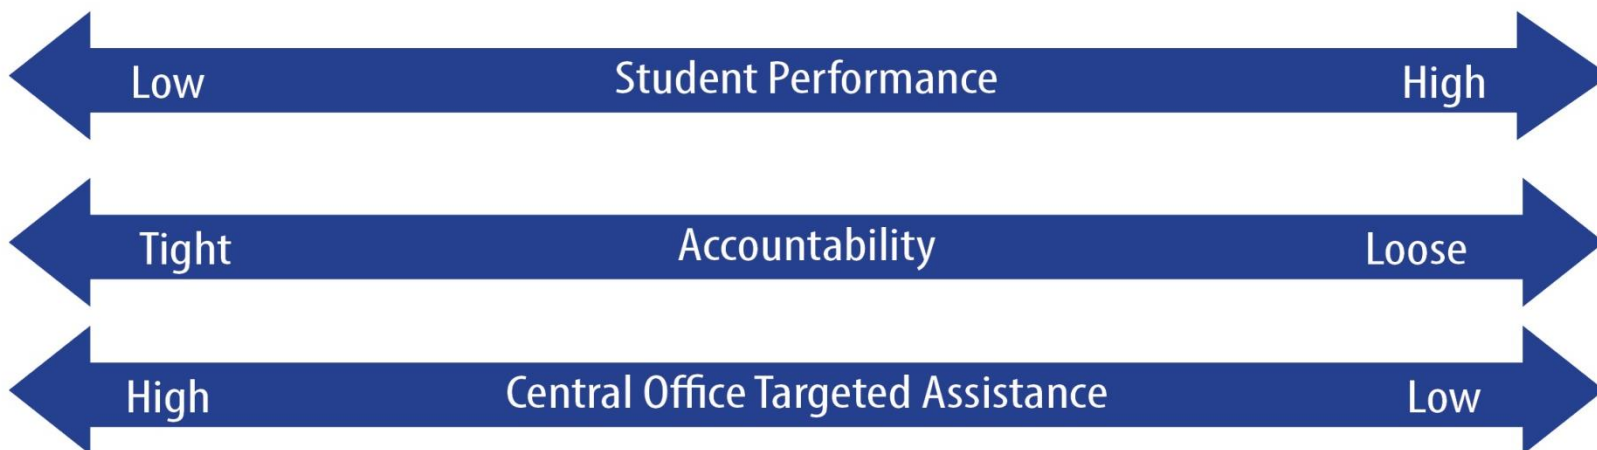 Low Student Performance High
Tight Accountability Loose
High Central Office Targeted Assistance Low